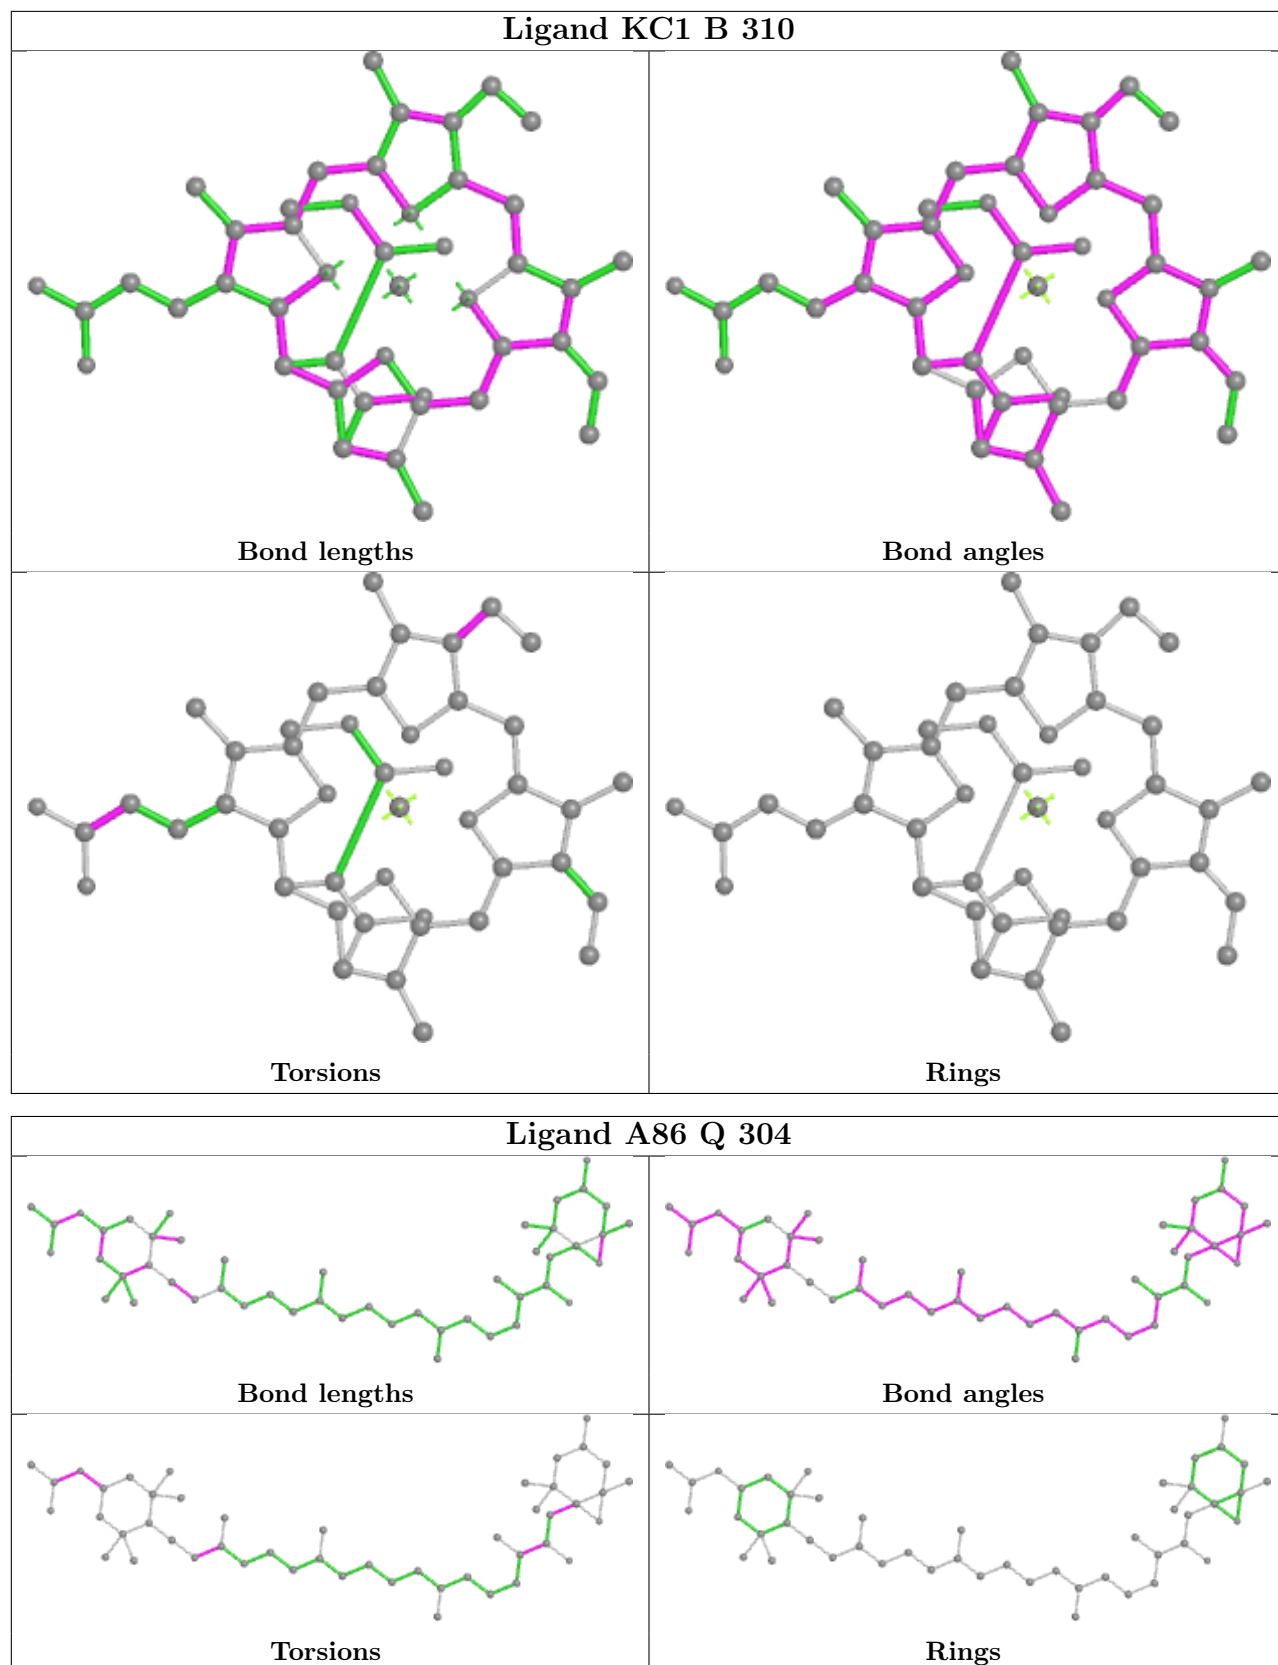 Ligand KC1 B 310
Bond lengths
Bond angles
Torsions
Rings
Ligand A86 Q 304
Bond lengths
Bond angles
Torsions
Rings